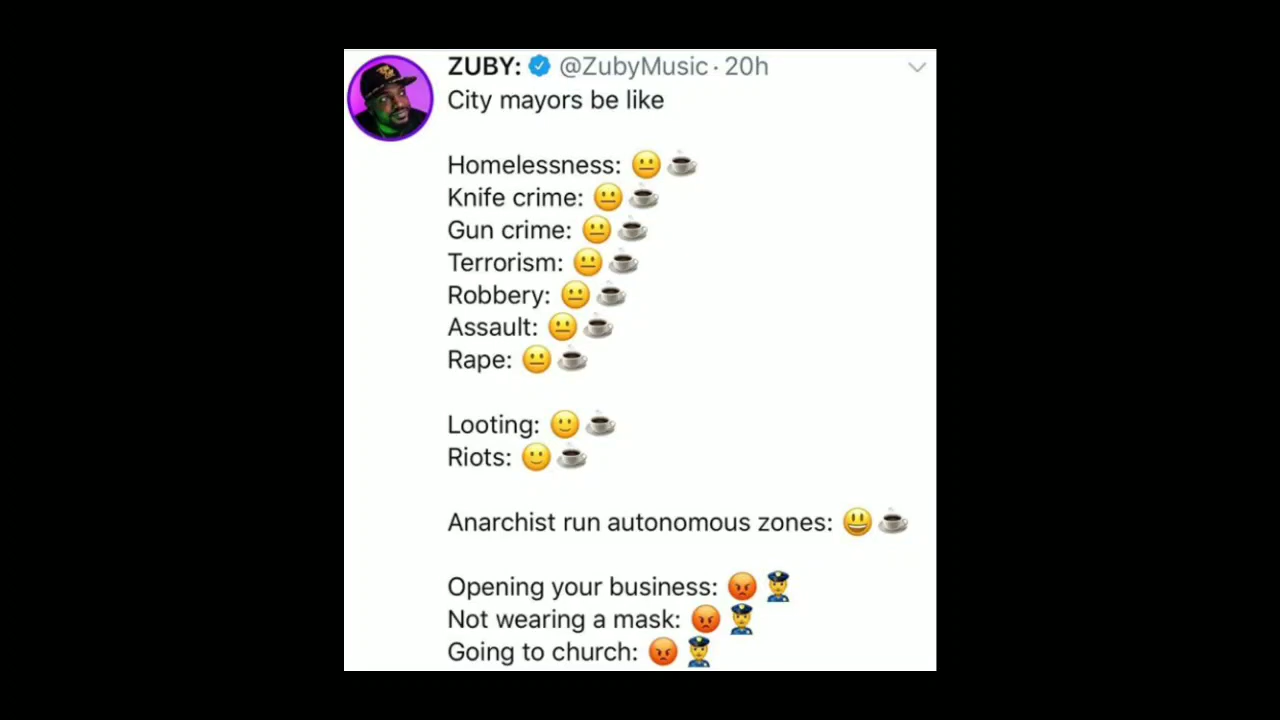 ZUBY: @ZubyMusic · 20h
City mayors be like
Homelessness: 😐☕
Knife crime: 😐☕
Gun crime: 😐☕
Terrorism: 😐☕
Robbery: 😐☕
Assault: 😐☕
Rape: 😐☕
Looting: 🙂☕
Riots: 🙂☕
Anarchist run autonomous zones: 😃☕
Opening your business: 😡👮
Not wearing a mask: 😡👮
Going to church: 😡👮